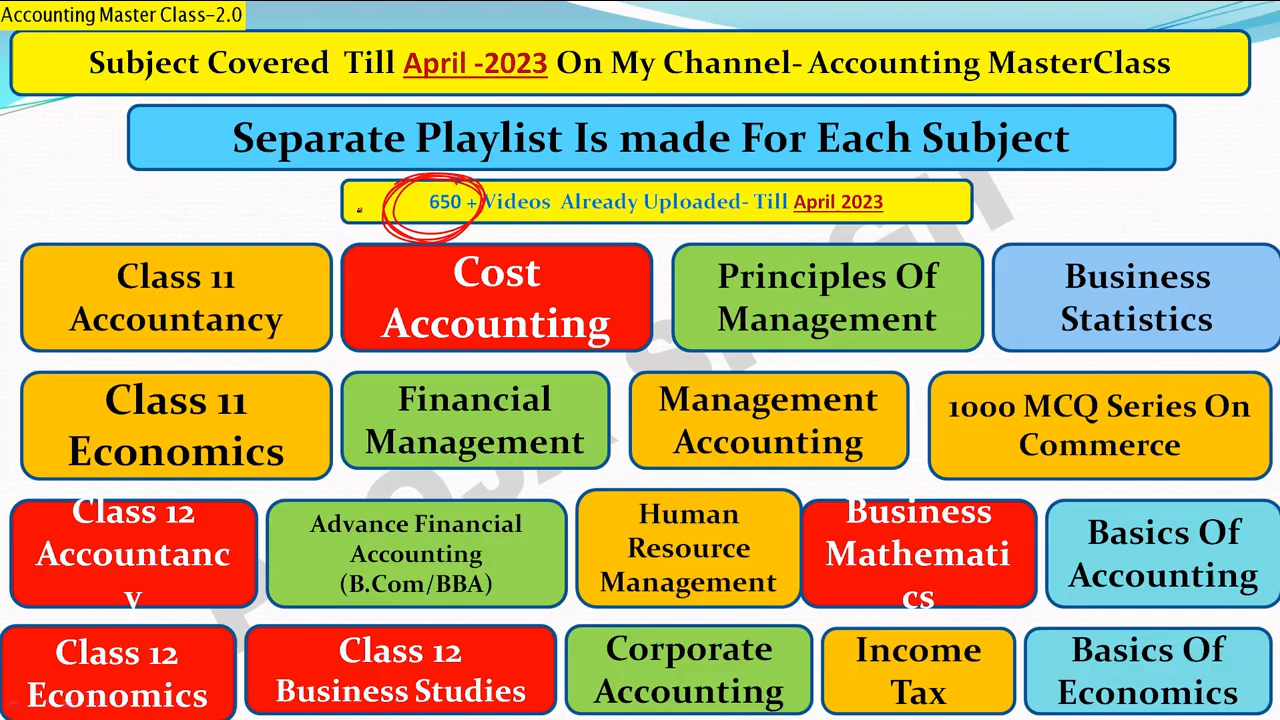 Accounting Master Class-2.0
Subject Covered Till April -2023 On My Channel- Accounting MasterClass
Separate Playlist Is made For Each Subject
650 + Videos Already Uploaded- Till April 2023
Class 11
Accountancy
Cost
Accounting
Principles Of
Management
Business
Statistics
Class 11
Economics
Financial
Management
Management
Accounting
1000 MCQ Series On
Commerce
Class 12
Accountanc
y
Advance Financial
Accounting
(B.Com/BBA)
Human
Resource
Management
Business
Mathemati
cs
Basics Of
Accounting
Class 12
Economics
Class 12
Business Studies
Corporate
Accounting
Income
Tax
Basics Of
Economics